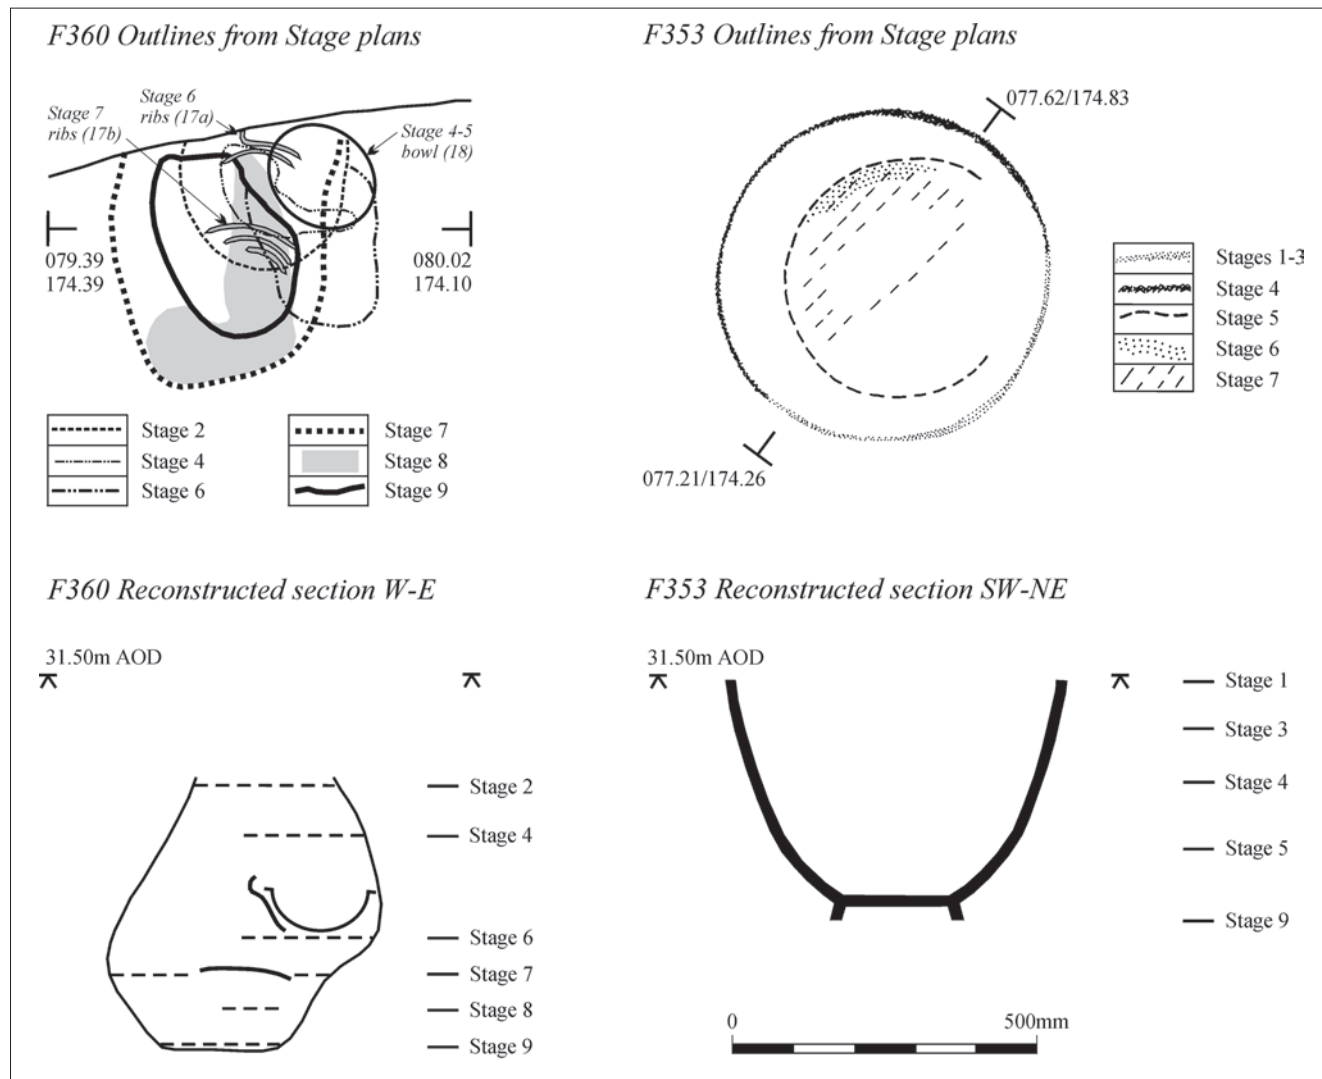 F360 Outlines from Stage plans
Stage 6
ribs (17a)
Stage 7
ribs (17b)
Stage 4-5
bowl (18)
079.39
174.39
080.02
174.10
Stage 2
Stage 4
Stage 6
Stage 7
Stage 8
Stage 9
F353 Outlines from Stage plans
077.62/174.83
077.21/174.26
Stages 1-3
Stage 4
Stage 5
Stage 6
Stage 7
F360 Reconstructed section W-E
31.50m AOD
Stage 2
Stage 4
Stage 6
Stage 7
Stage 8
Stage 9
F353 Reconstructed section SW-NE
31.50m AOD
Stage 1
Stage 3
Stage 4
Stage 5
Stage 9
0 500mm